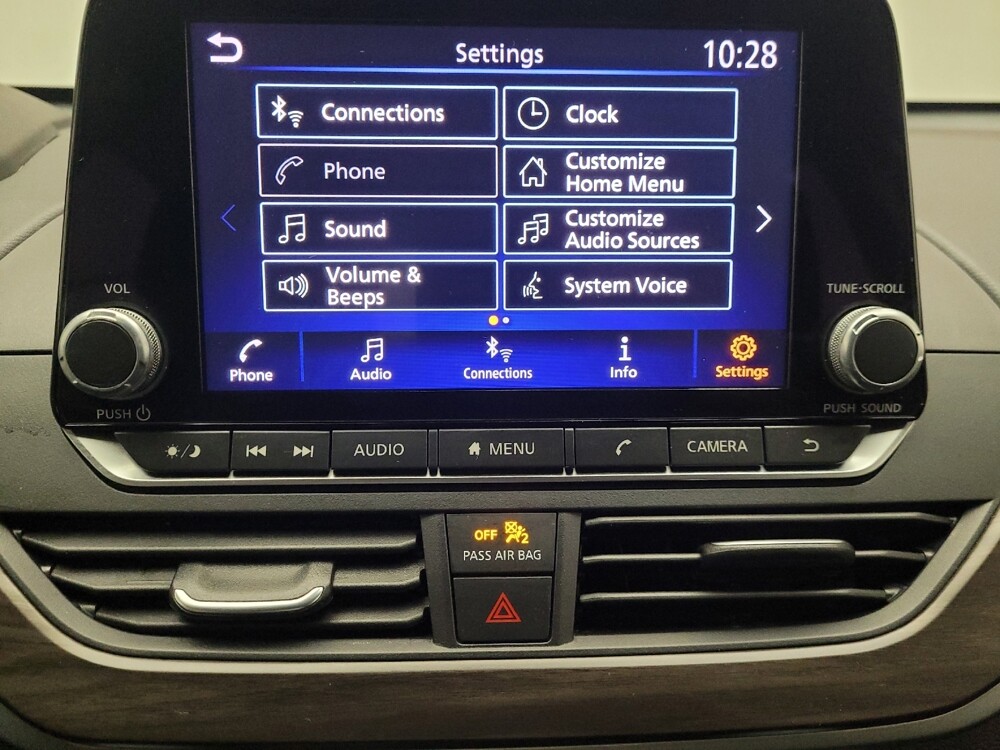 Settings
10:28
Connections
Clock
Phone
Customize
Home Menu
Sound
Customize
Audio Sources
Volume &
Beeps
System Voice
Phone
Audio
Connections
Info
Settings
VOL
PUSH
TUNE·SCROLL
PUSH SOUND
AUDIO
MENU
CAMERA
OFF 2
PASS AIR BAG